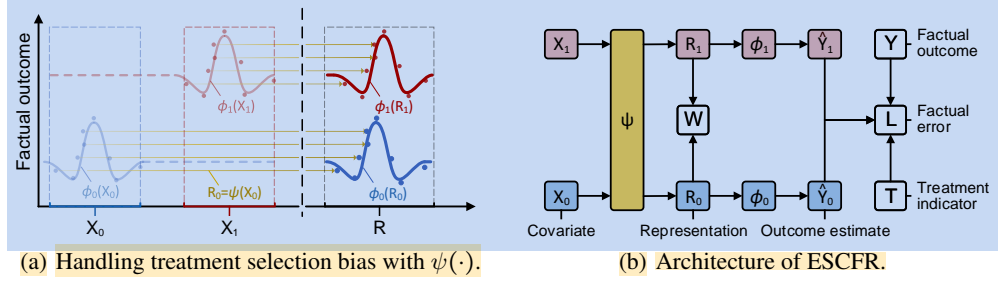 Factual outcome
ϕ₁(X₁)
ϕ₁(R₁)
ϕ₀(X₀)
R₀=ψ(X₀)
ϕ₀(R₀)
X₀
X₁
R
(a) Handling treatment selection bias with ψ(·).
X₁
R₁
ϕ₁
Ŷ₁
Y
Factual
outcome
ψ
W
L
Factual
error
X₀
R₀
ϕ₀
Ŷ₀
T
Treatment
indicator
Covariate
Representation
Outcome estimate
(b) Architecture of ESCFR.